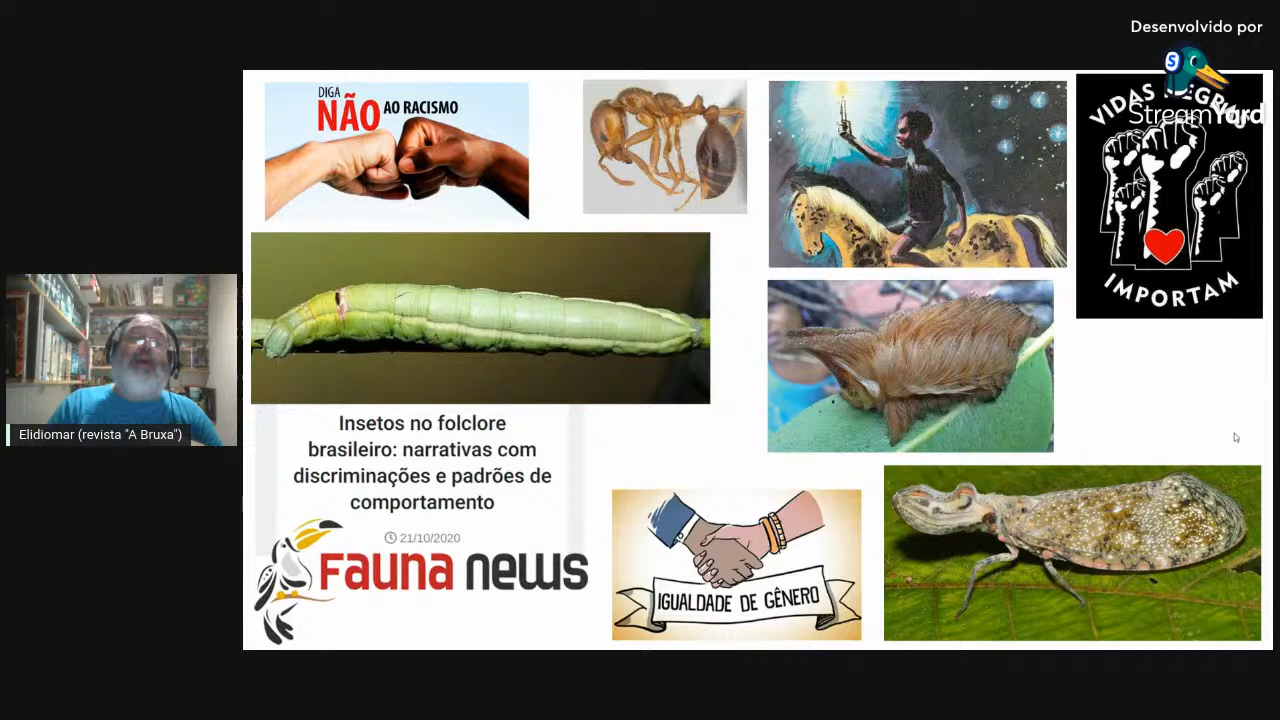 Desenvolvido por
StreamYard
DIGA
NÃO AO RACISMO
VIDAS NEGRAS
IMPORTAM
Elidiomar (revista "A Bruxa")
Insetos no folclore
brasileiro: narrativas com
discriminações e padrões de
comportamento
21/10/2020
Fauna news
IGUALDADE DE GÊNERO